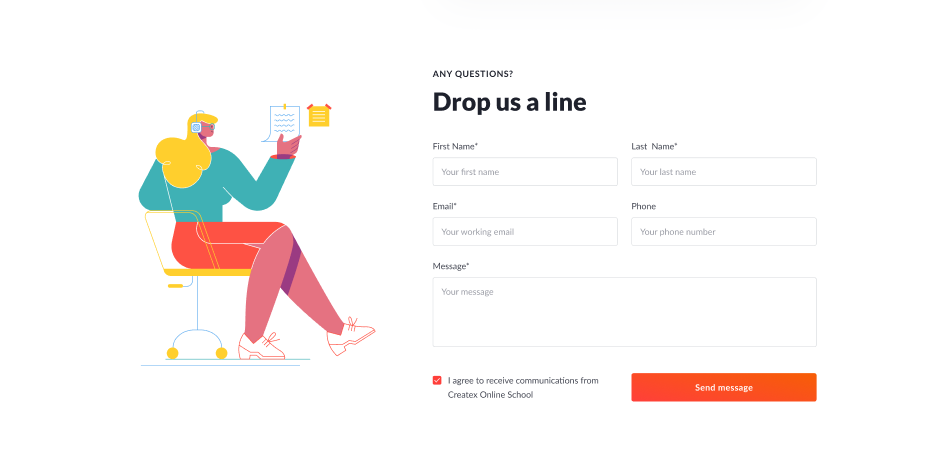 ANY QUESTIONS?
Drop us a line
First Name*
Last Name*
Your first name
Your last name
Email*
Phone
Your working email
Your phone number
Message*
Your message
I agree to receive communications from
Createx Online School
Send message